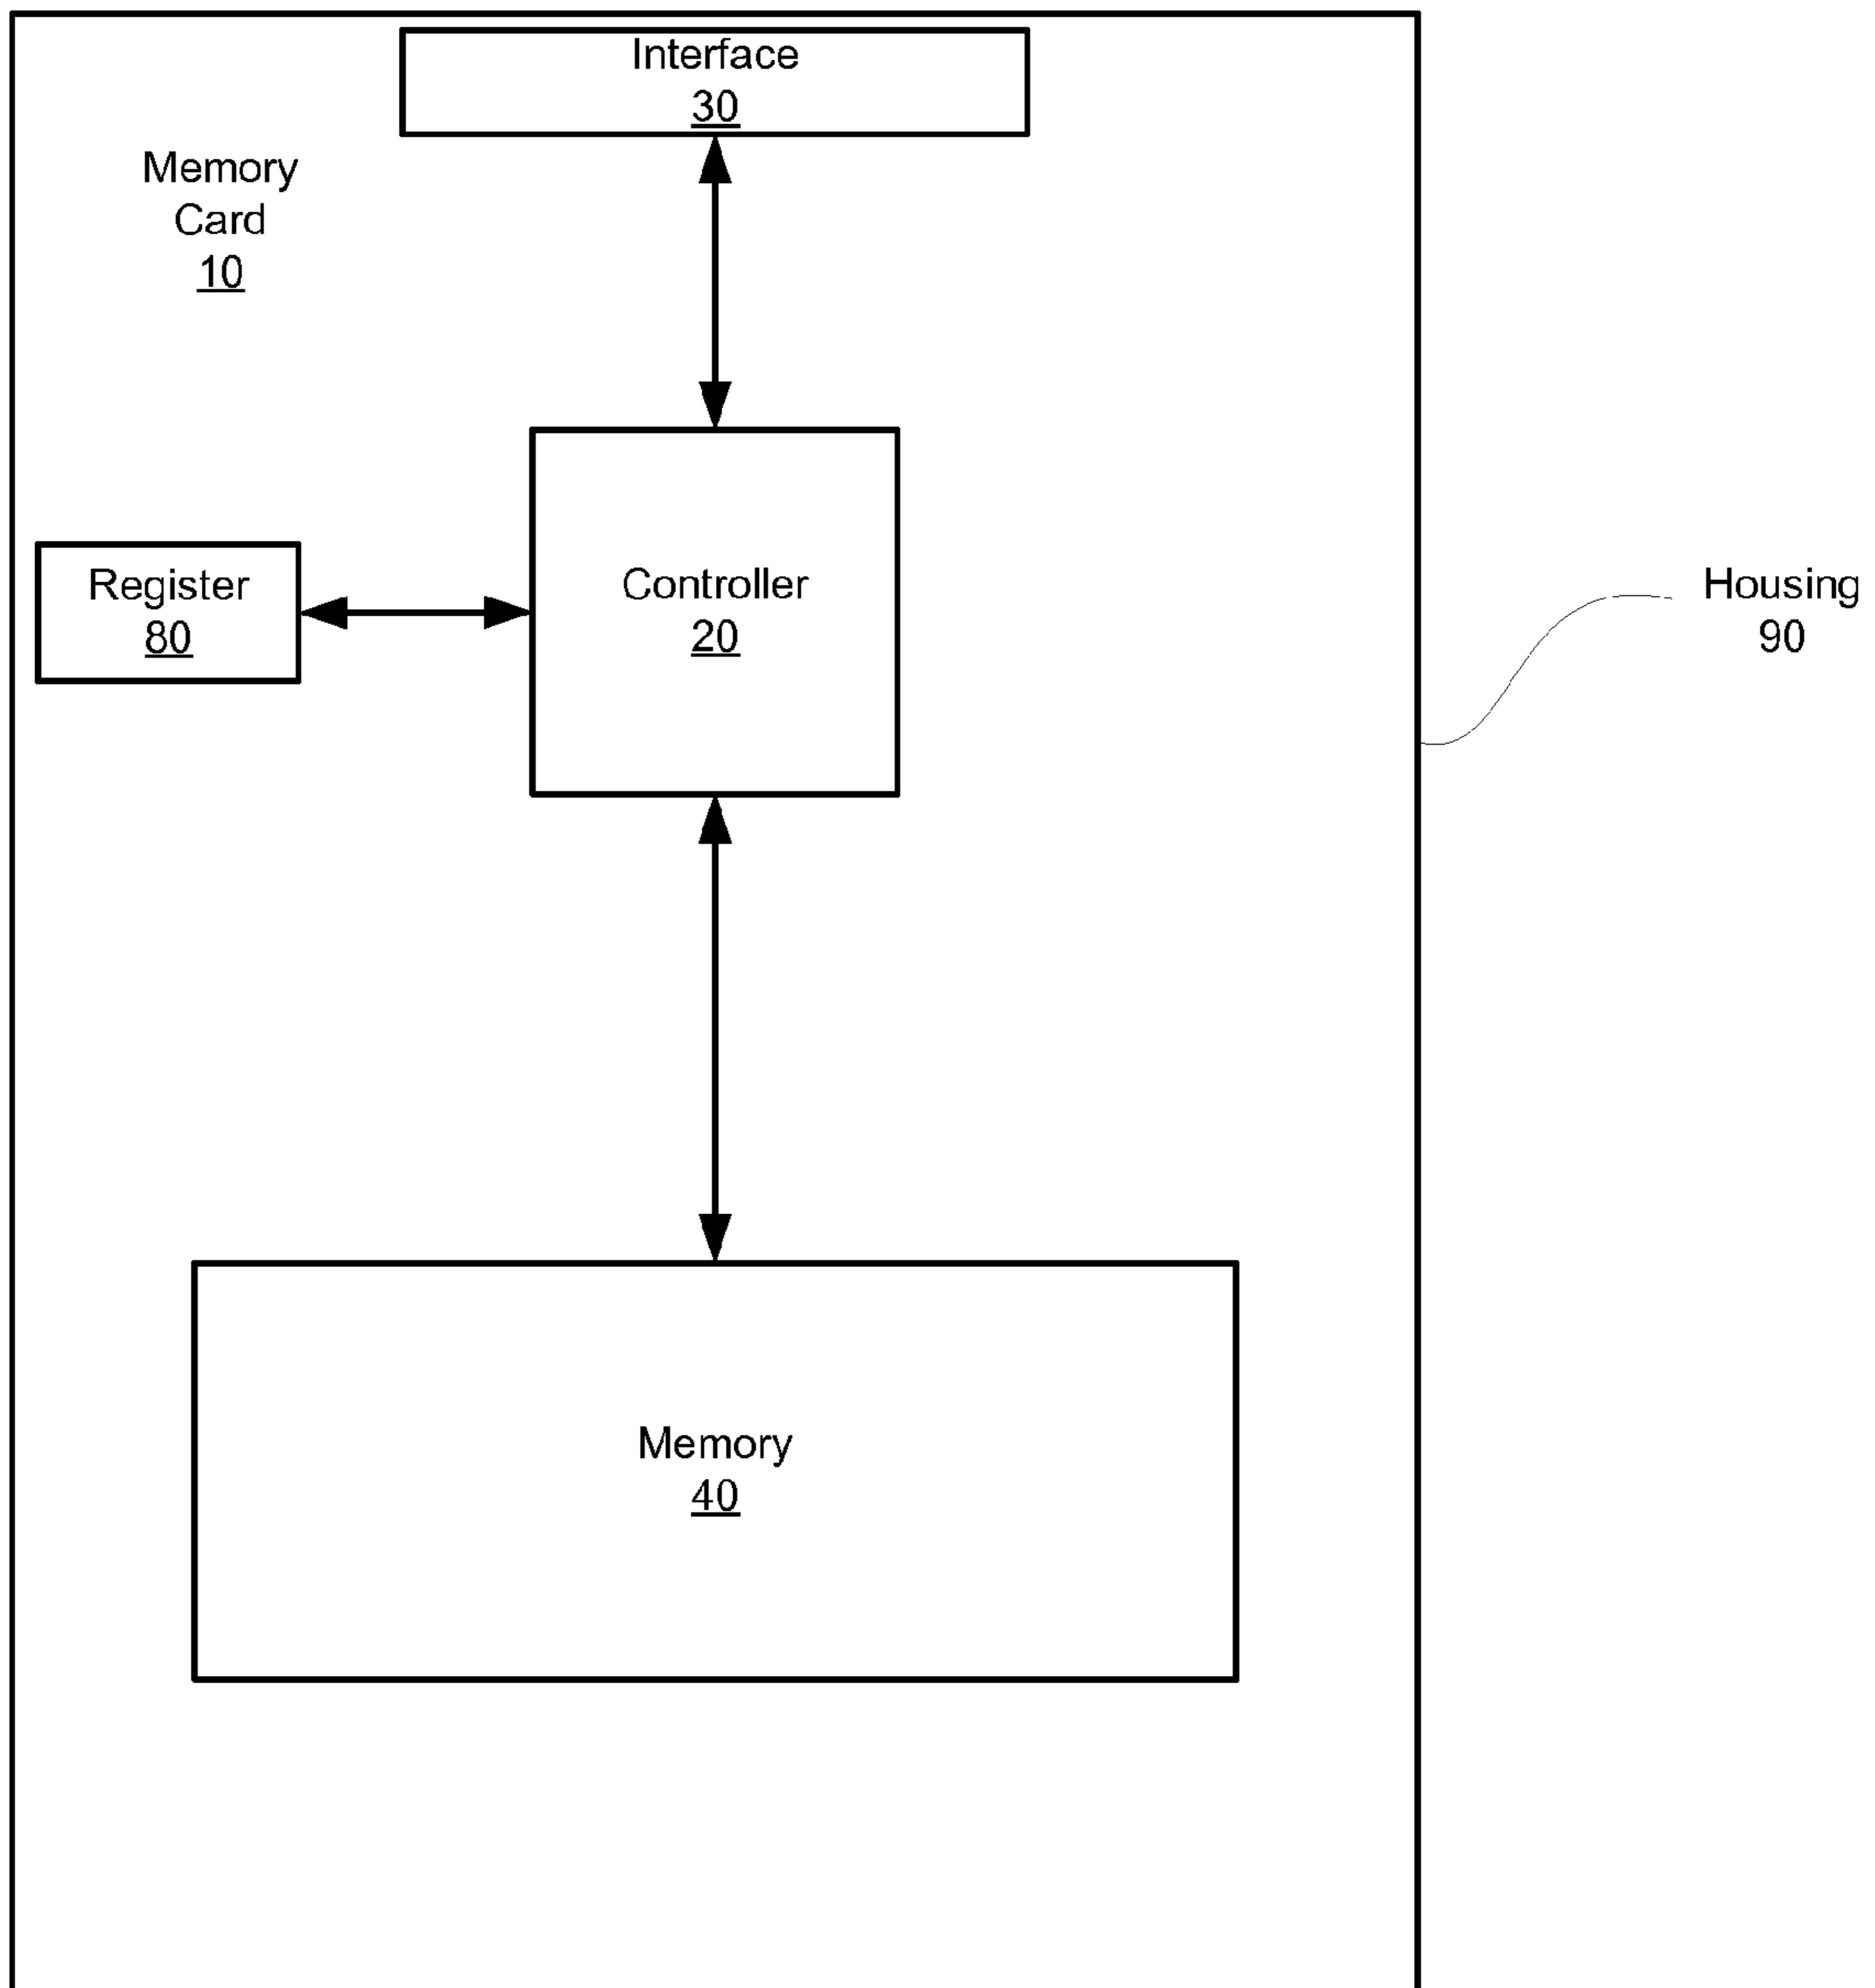 Interface
30
Memory
Card
10
Register
80
Controller
20
Housing
90
Memory
40